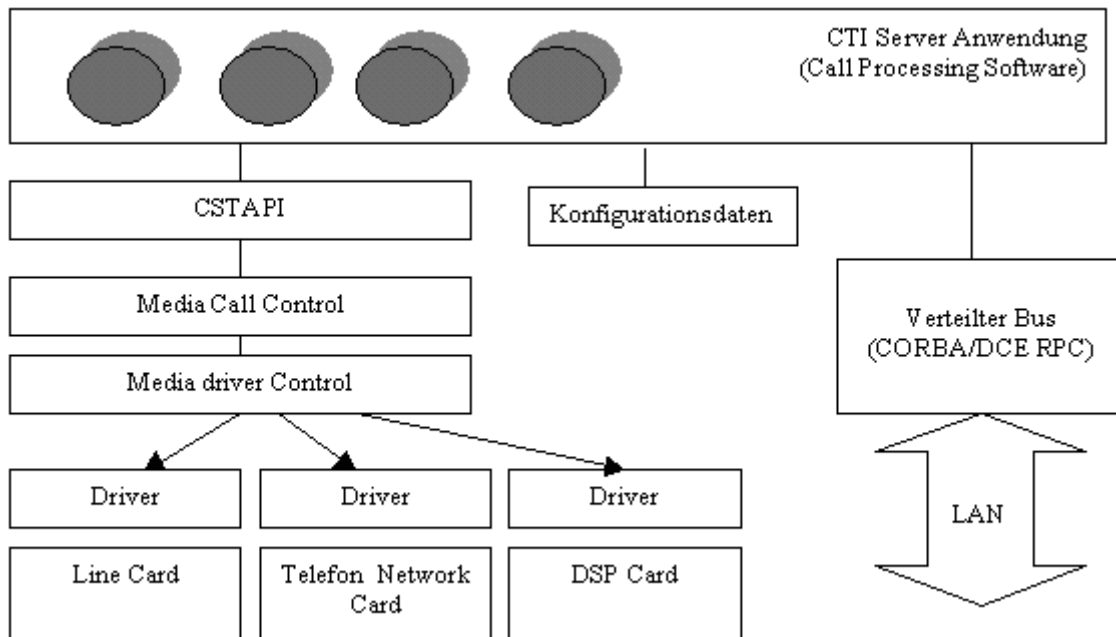 CTI Server Anwendung
(Call Processing Software)
CSTAPI
Konfigurationsdaten
Media Call Control
Verteilter Bus
(CORBA/DCE RPC)
Media driver Control
Driver
Driver
Driver
LAN
Line Card
Telefon Network
Card
DSP Card